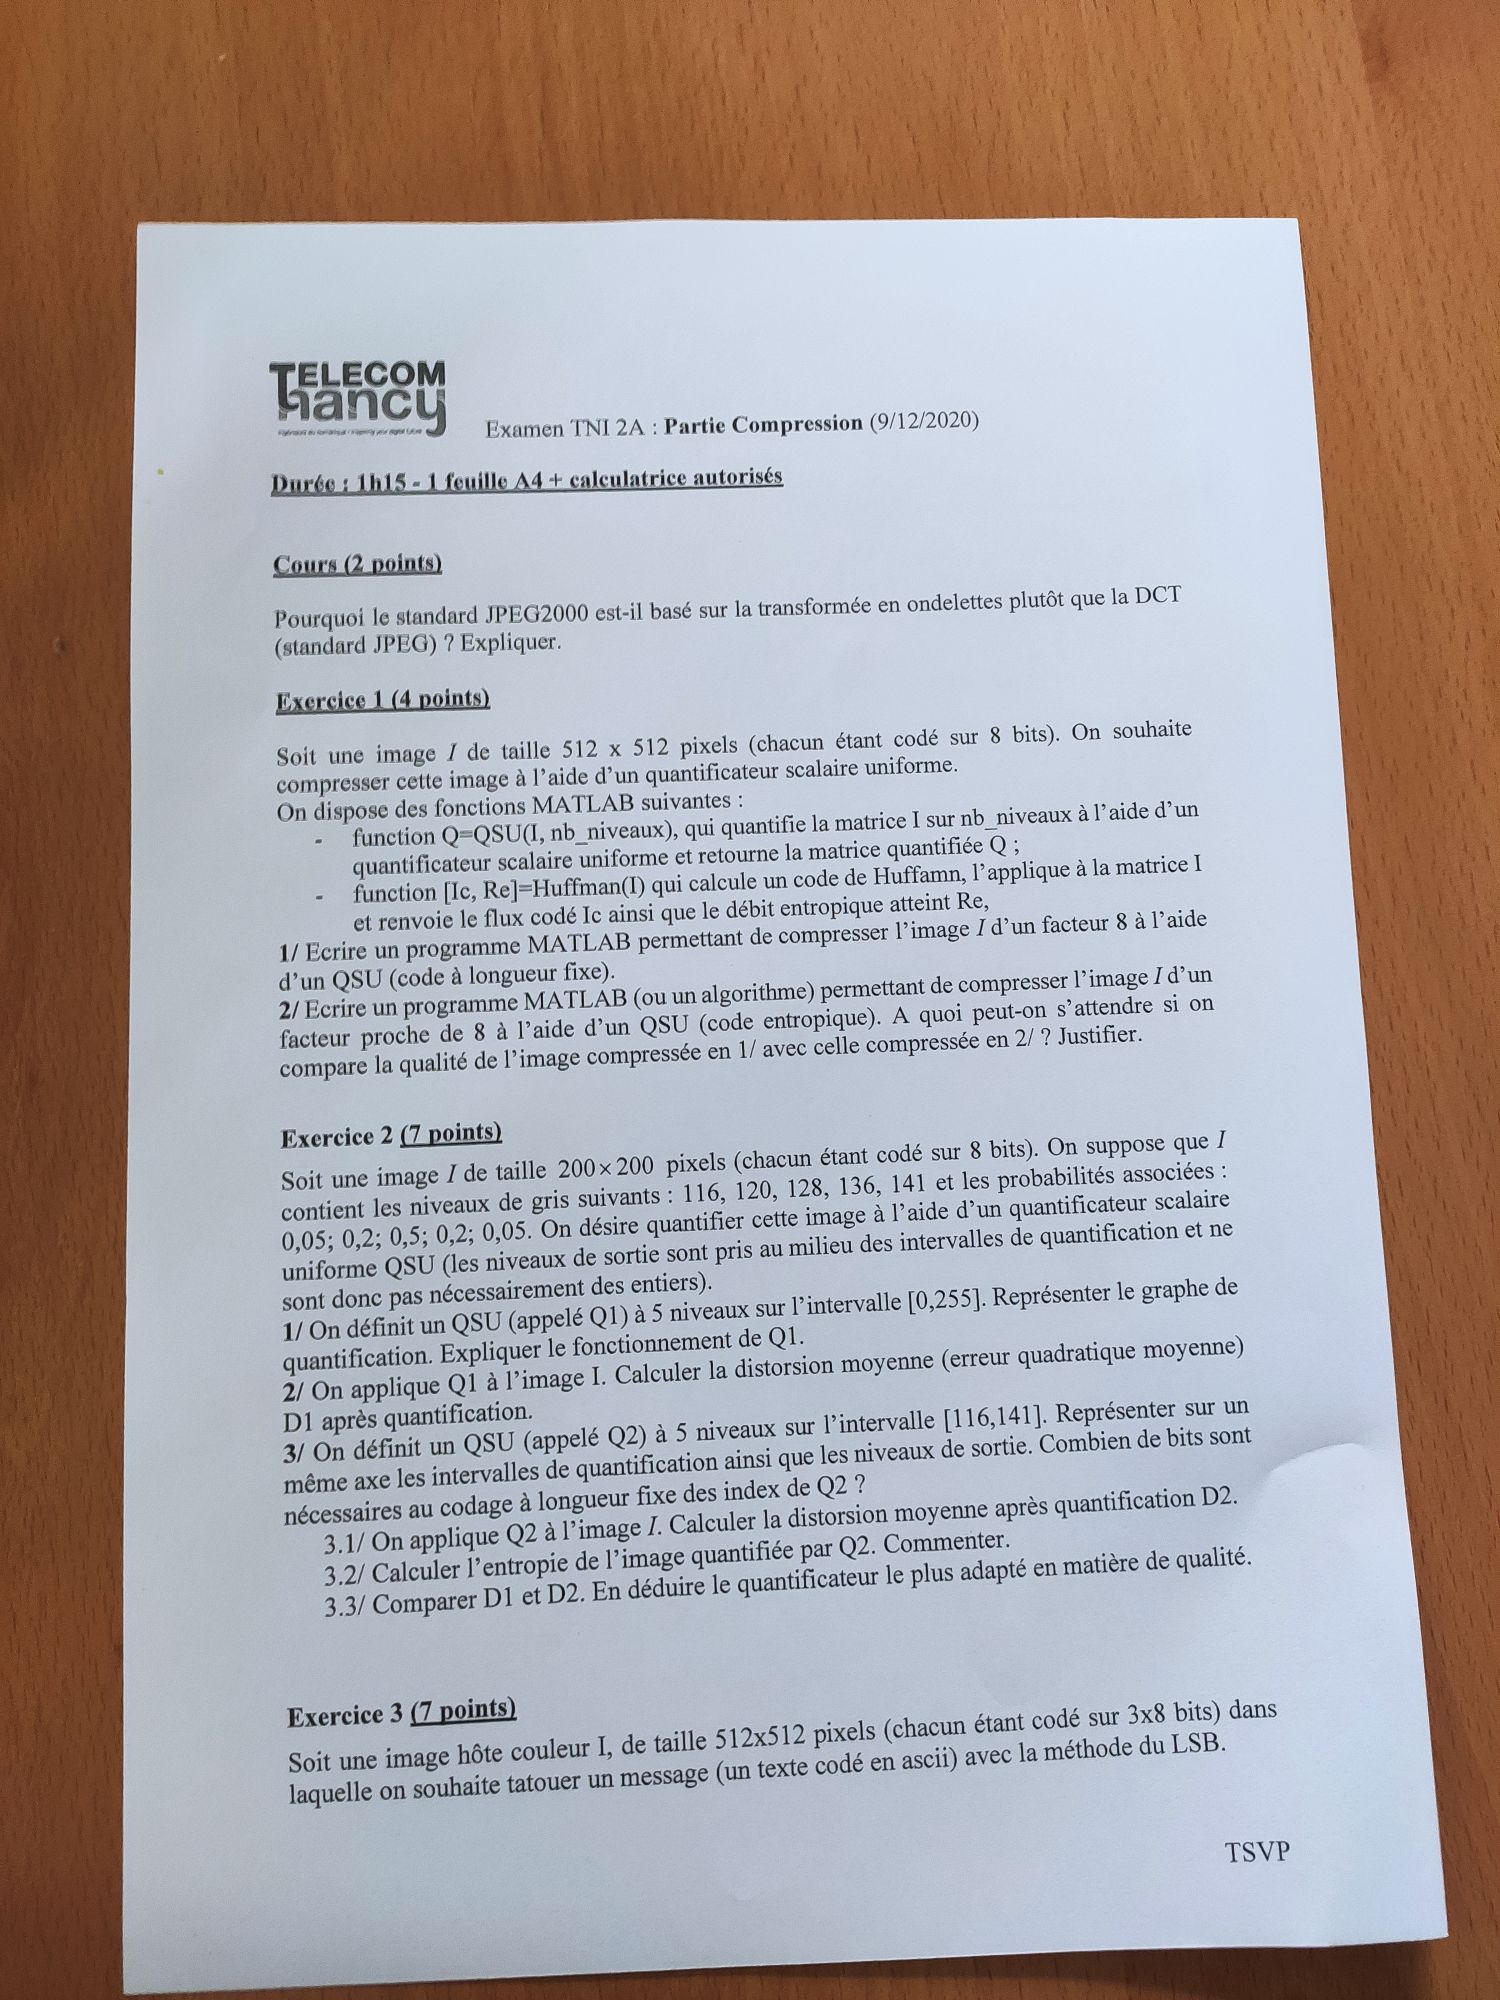 TELECOM
nancy
Examen TNI 2A : Partie Compression (9/12/2020)
Durée : 1h15 - 1 feuille A4 + calculatrice autorisés
Cours (2 points)
Pourquoi le standard JPEG2000 est-il basé sur la transformée en ondelettes plutôt que la DCT
(standard JPEG) ? Expliquer.
Exercice 1 (4 points)
Soit une image I de taille 512 x 512 pixels (chacun étant codé sur 8 bits). On souhaite
compresser cette image à l'aide d'un quantificateur scalaire uniforme.
On dispose des fonctions MATLAB suivantes :
- function Q=QSU(I, nb_niveaux), qui quantifie la matrice I sur nb_niveaux à l'aide d'un
quantificateur scalaire uniforme et retourne la matrice quantifiée Q ;
- function [Ic, Re]=Huffman(I) qui calcule un code de Huffamn, l'applique à la matrice I
et renvoie le flux codé Ic ainsi que le débit entropique atteint Re,
1/ Ecrire un programme MATLAB permettant de compresser l'image I d'un facteur 8 à l'aide
d'un QSU (code à longueur fixe).
2/ Ecrire un programme MATLAB (ou un algorithme) permettant de compresser l'image I d'un
facteur proche de 8 à l'aide d'un QSU (code entropique). A quoi peut-on s'attendre si on
compare la qualité de l'image compressée en 1/ avec celle compressée en 2/ ? Justifier.
Exercice 2 (7 points)
Soit une image I de taille 200×200 pixels (chacun étant codé sur 8 bits). On suppose que I
contient les niveaux de gris suivants : 116, 120, 128, 136, 141 et les probabilités associées :
0,05; 0,2; 0,5; 0,2; 0,05. On désire quantifier cette image à l'aide d'un quantificateur scalaire
uniforme QSU (les niveaux de sortie sont pris au milieu des intervalles de quantification et ne
sont donc pas nécessairement des entiers).
1/ On définit un QSU (appelé Q1) à 5 niveaux sur l'intervalle [0,255]. Représenter le graphe de
quantification. Expliquer le fonctionnement de Q1.
2/ On applique Q1 à l'image I. Calculer la distorsion moyenne (erreur quadratique moyenne)
D1 après quantification.
3/ On définit un QSU (appelé Q2) à 5 niveaux sur l'intervalle [116,141]. Représenter sur un
même axe les intervalles de quantification ainsi que les niveaux de sortie. Combien de bits sont
nécessaires au codage à longueur fixe des index de Q2 ?
3.1/ On applique Q2 à l'image I. Calculer la distorsion moyenne après quantification D2.
3.2/ Calculer l'entropie de l'image quantifiée par Q2. Commenter.
3.3/ Comparer D1 et D2. En déduire le quantificateur le plus adapté en matière de qualité.
Exercice 3 (7 points)
Soit une image hôte couleur I, de taille 512x512 pixels (chacun étant codé sur 3x8 bits) dans
laquelle on souhaite tatouer un message (un texte codé en ascii) avec la méthode du LSB.
TSVP